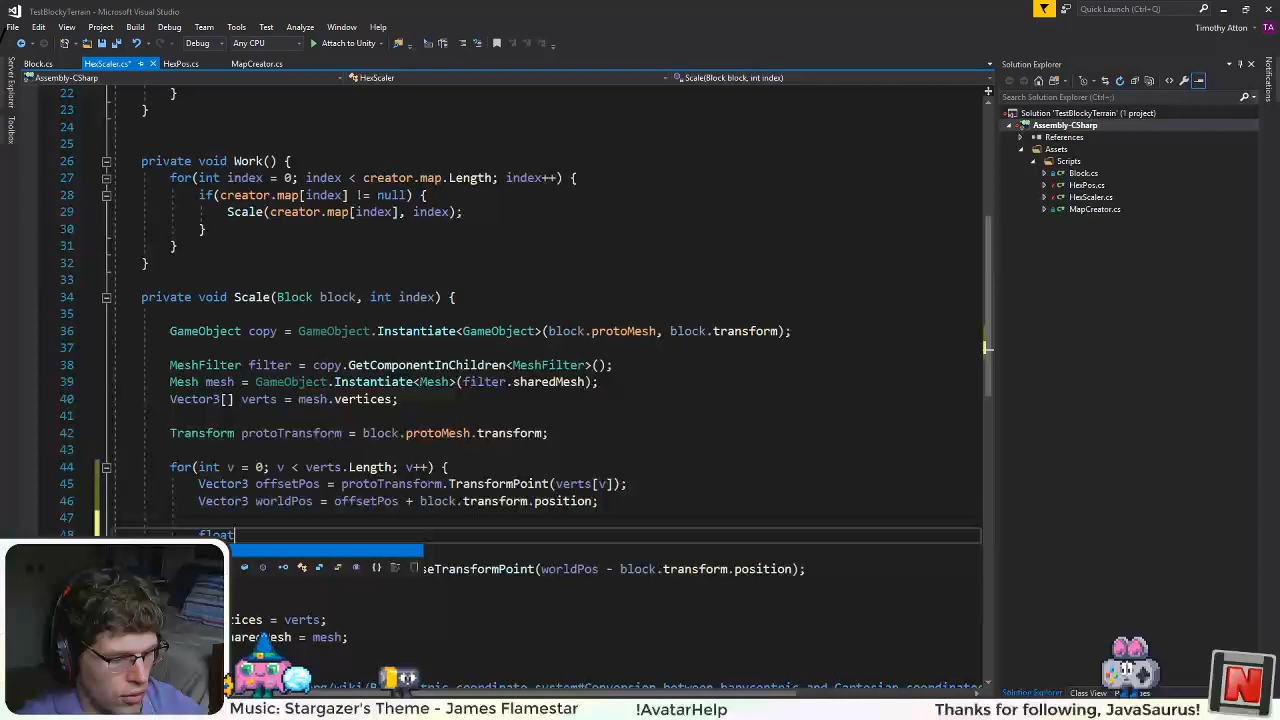 TestBlockyTerrain - Microsoft Visual Studio
Quick Launch (Ctrl+Q)
File Edit View Project Build Debug Team Tools Test Analyze Window Help
Timothy Atton TA
Debug Any CPU Attach to Unity
Block.cs HexScaler.cs* HexPos.cs MapCreator.cs
Assembly-CSharp HexScaler Scale(Block block, int index)
Server Explorer
Toolbox
22 }
23 }
24
25
26 private void Work() {
27 for(int index = 0; index < creator.map.Length; index++) {
28 if(creator.map[index] != null) {
29 Scale(creator.map[index], index);
30 }
31 }
32 }
33
34 private void Scale(Block block, int index) {
35
36 GameObject copy = GameObject.Instantiate<GameObject>(block.protoMesh, block.transform);
37
38 MeshFilter filter = copy.GetComponentInChildren<MeshFilter>();
39 Mesh mesh = GameObject.Instantiate<Mesh>(filter.sharedMesh);
40 Vector3[] verts = mesh.vertices;
41
42 Transform protoTransform = block.protoMesh.transform;
43
44 for(int v = 0; v < verts.Length; v++) {
45 Vector3 offsetPos = protoTransform.TransformPoint(verts[v]);
46 Vector3 worldPos = offsetPos + block.transform.position;
47
48 float
seTransformPoint(worldPos - block.transform.position);
tices = verts;
haredMesh = mesh;
Solution Explorer
Search Solution Explorer (Ctrl+;)
Solution 'TestBlockyTerrain' (1 project)
Assembly-CSharp
References
Assets
Scripts
Block.cs
HexPos.cs
HexScaler.cs
MapCreator.cs
Notifications
Solution Explorer Class View
Music: Stargazer's Theme - James Flamestar
!AvatarHelp
Thanks for following, JavaSaurus!
N